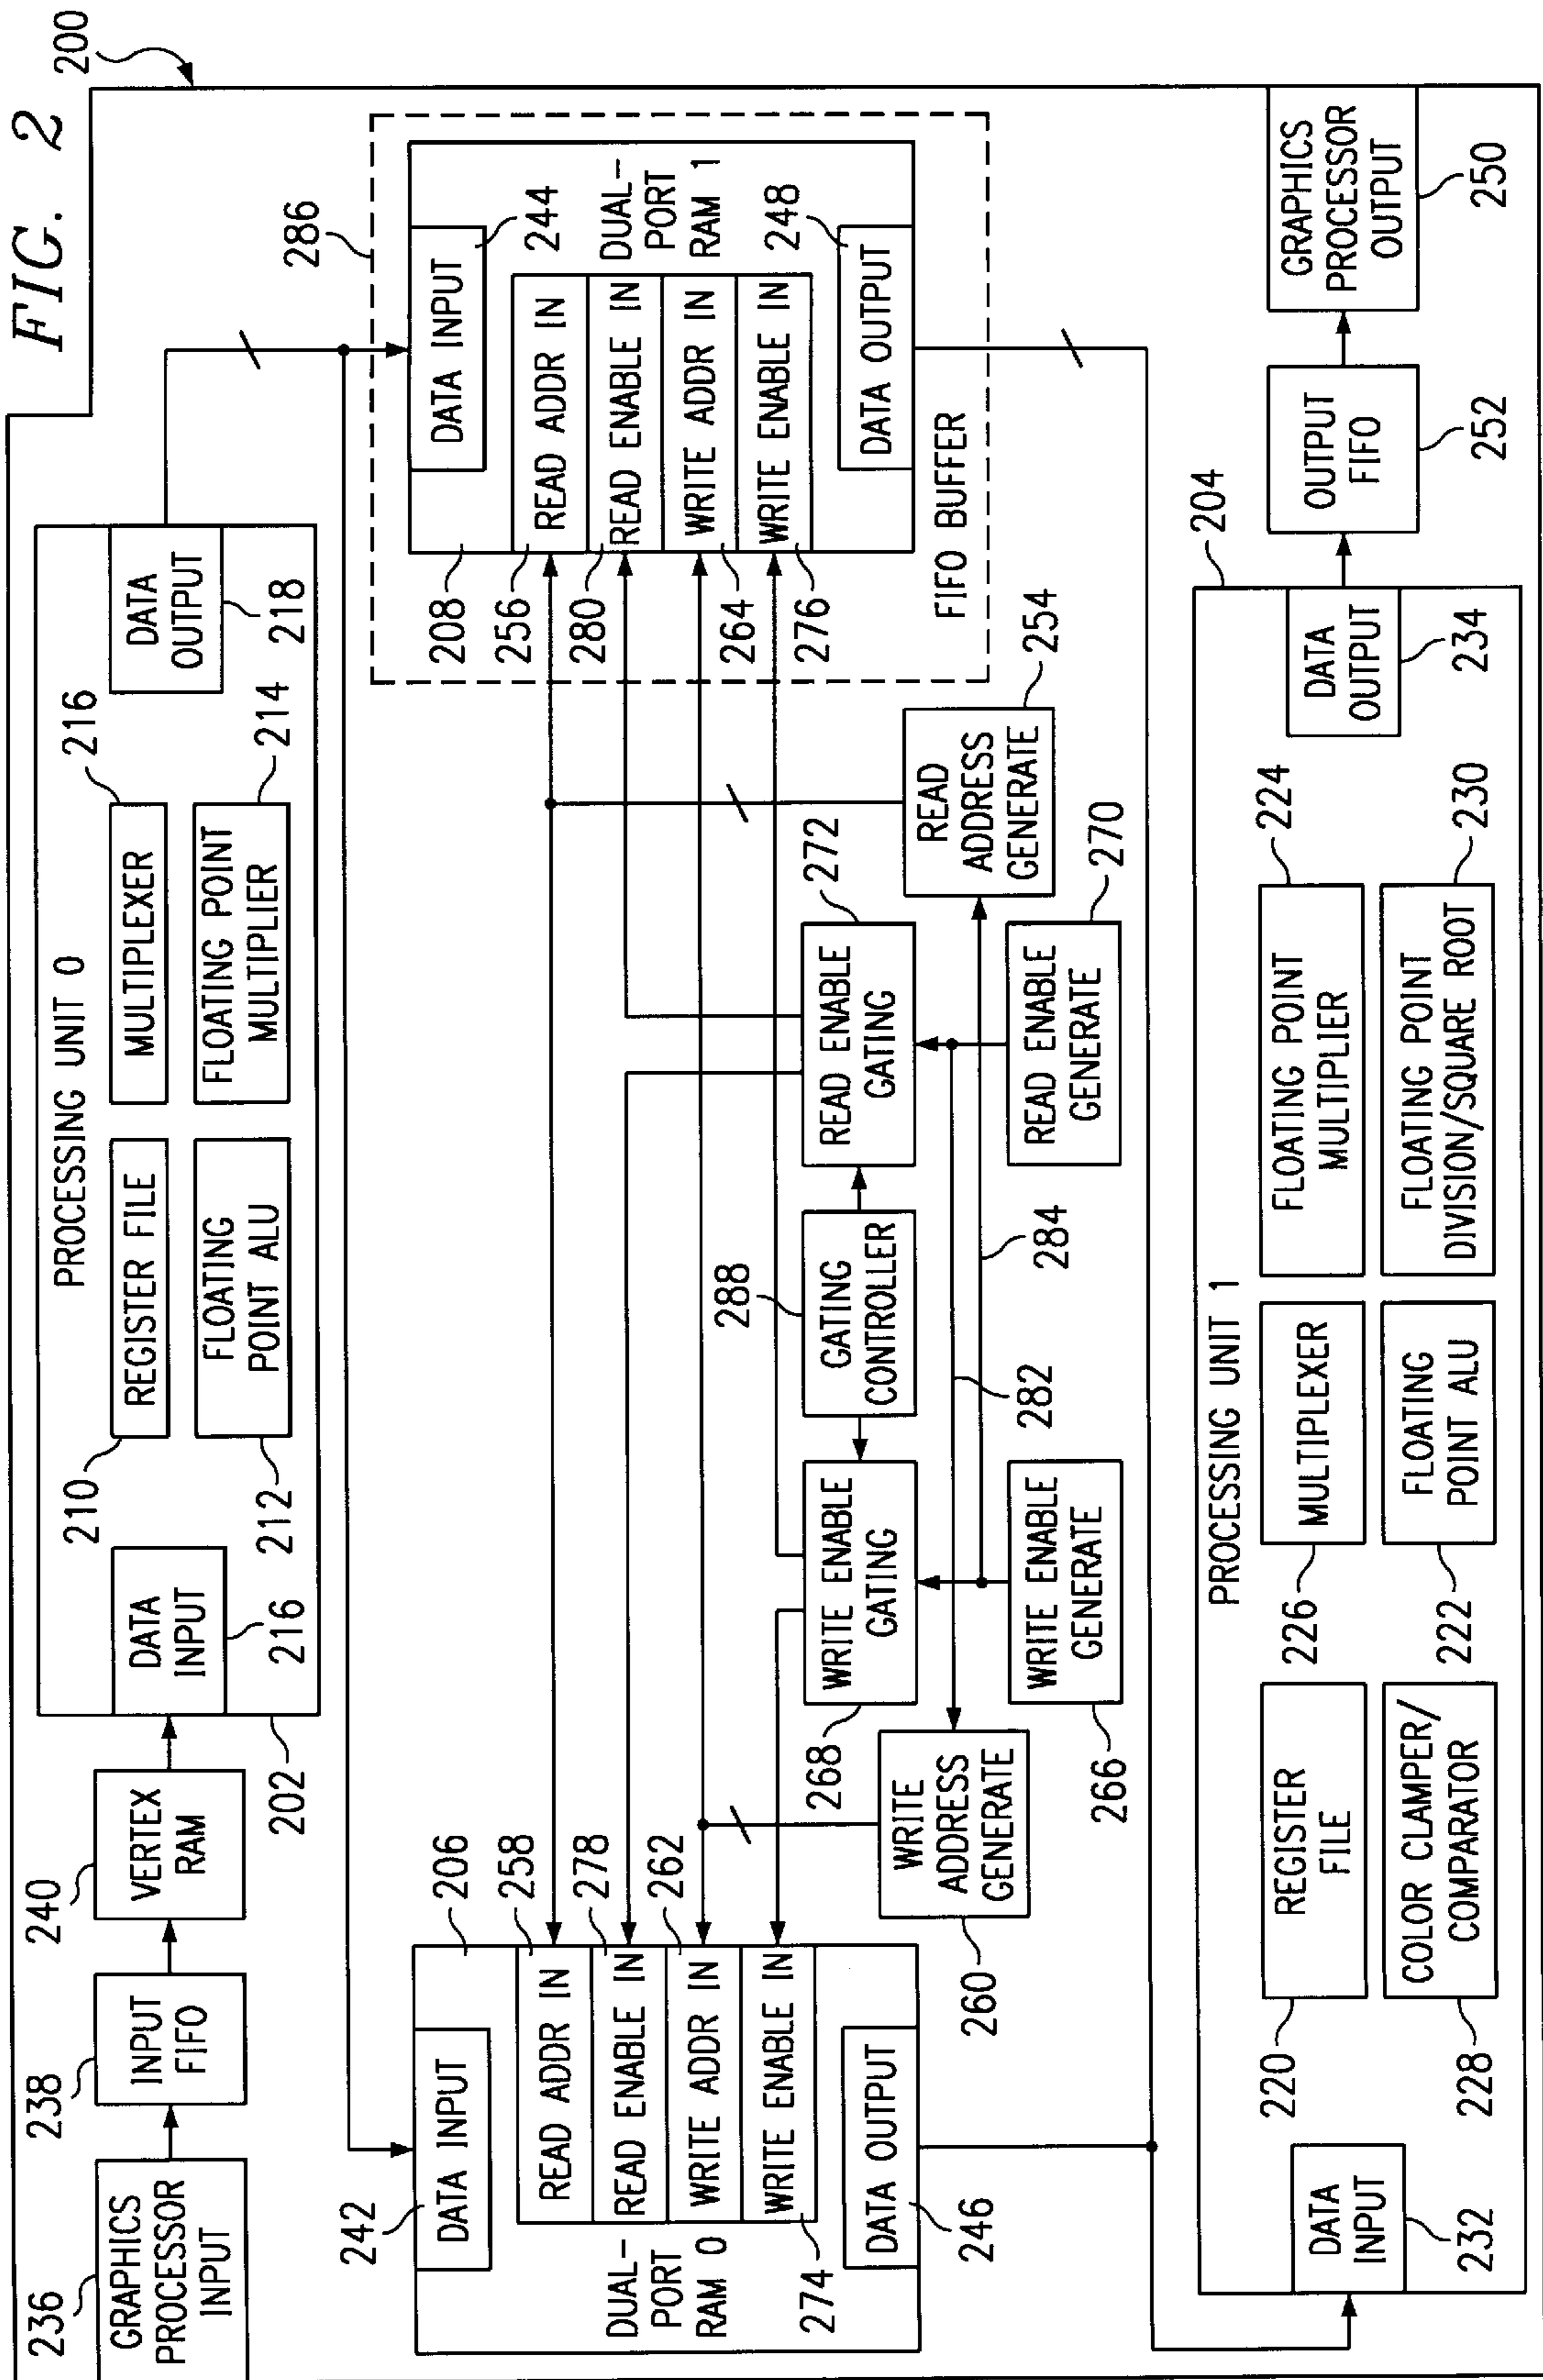 FIG. 2
200
236
GRAPHICS
PROCESSOR
INPUT
238
INPUT
FIFO
240
VERTEX
RAM
202
PROCESSING UNIT 0
DATA
INPUT
216
210
REGISTER FILE
212
FLOATING
POINT ALU
216
MULTIPLEXER
214
FLOATING POINT
MULTIPLIER
DATA
OUTPUT
218
286
242
DATA INPUT
206
258
READ ADDR IN
278
READ ENABLE IN
262
WRITE ADDR IN
WRITE ENABLE IN
274
DUAL-
PORT
RAM 0
DATA OUTPUT
246
DATA INPUT
244
208
256
READ ADDR IN
280
READ ENABLE IN
264
WRITE ADDR IN
276
WRITE ENABLE IN
DUAL-
PORT
RAM 1
248
DATA OUTPUT
FIFO BUFFER
268
WRITE ENABLE
GATING
288
GATING
CONTROLLER
272
READ ENABLE
GATING
254
READ
ADDRESS
GENERATE
260
WRITE
ADDRESS
GENERATE
266
WRITE ENABLE
GENERATE
282
284
270
READ ENABLE
GENERATE
PROCESSING UNIT 1
204
DATA
INPUT
232
220
REGISTER
FILE
228
COLOR CLAMPER/
COMPARATOR
226
MULTIPLEXER
222
FLOATING
POINT ALU
224
FLOATING POINT
MULTIPLIER
230
FLOATING POINT
DIVISION/SQUARE ROOT
DATA
OUTPUT
234
OUTPUT
FIFO
252
GRAPHICS
PROCESSOR
OUTPUT
250